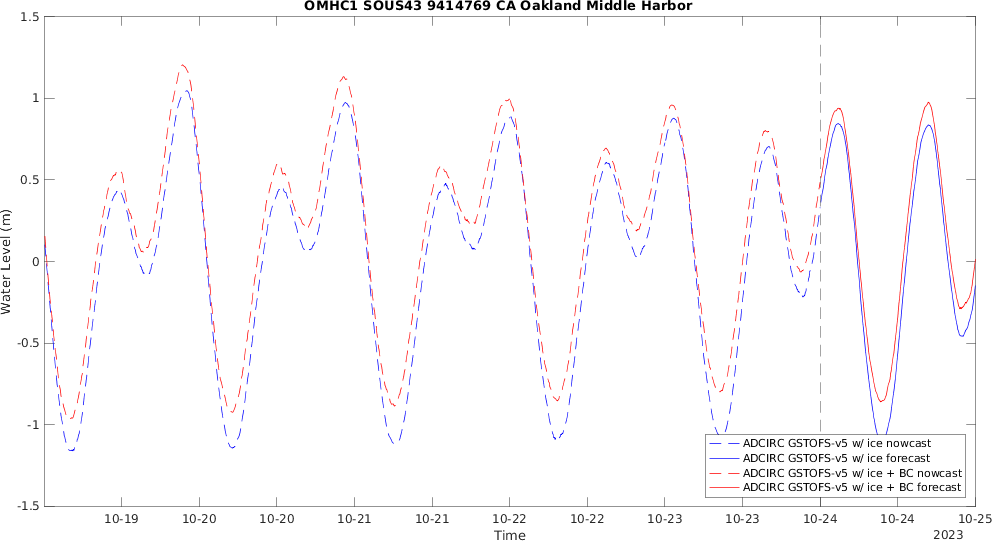 OMHC1 SOUS43 9414769 CA Oakland Middle Harbor
1.5
1
0.5
0
-0.5
-1
-1.5
Water Level (m)
ADCIRC GSTOFS-v5 w/ ice nowcast
ADCIRC GSTOFS-v5 w/ ice forecast
ADCIRC GSTOFS-v5 w/ ice + BC nowcast
ADCIRC GSTOFS-v5 w/ ice + BC forecast
10-19 10-20 10-20 10-21 10-21 10-22 10-22 10-23 10-23 10-24 10-24 10-25
Time
2023